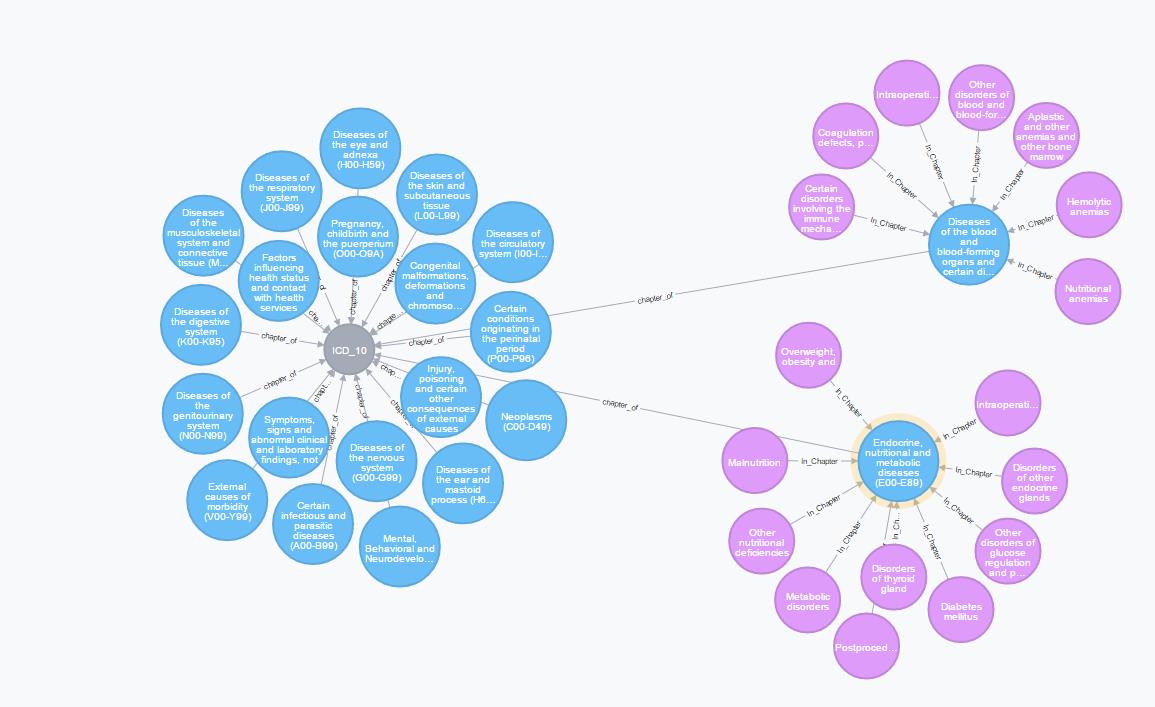 Diseases of
the eye and
adnexa
(H00-H59)
Diseases of
the respiratory
system
(J00-J99)
Diseases of
the skin and
subcutaneous
tissue
(L00-L99)
Diseases
of the
musculoskeletal
system and
connective
tissue (M...
Pregnancy,
childbirth and
the puerperium
(O00-O9A)
Diseases of
the circulatory
system (I00-I...
Factors
influencing
health status
and contact
with health
services
Congenital
malformations,
deformations
and
chromoso...
Diseases of
the digestive
system
(K00-K95)
Certain
conditions
originating in
the perinatal
period
(P00-P96)
ICD_10
Diseases of
the
genitourinary
system
(N00-N99)
Symptoms,
signs and
abnormal clinical
and laboratory
findings, not
Injury,
poisoning
and certain
other
consequences
of external
causes
Neoplasms
(C00-D49)
Diseases of
the nervous
system
(G00-G99)
Diseases of
the ear and
mastoid
process (H6...
External
causes of
morbidity
(V00-Y99)
Certain
infectious and
parasitic
diseases
(A00-B99)
Mental,
Behavioral and
Neurodevelo...
chapter_of
chapter_of
chapte...
cha...
chapter_of
chapter_of
chapter_of
chap...
chapt...
chapter_of
chapter_of
chapter_of
chapter_of
Intraoperati...
Other
disorders of
blood and
blood-for...
Aplastic
and other
anemias and
other bone
marrow
Coagulation
defects, p...
Certain
disorders
involving the
immune
mecha...
Hemolytic
anemias
Nutritional
anemias
Diseases
of the blood
and
blood-forming
organs and
certain di...
In_Chapter
In_Chapter
In_Chapter
In_Chapter
In_Chapter
In_Chapter
In_Chapter
Overweight,
obesity and
Intraoperati...
Malnutrition
Endocrine,
nutritional and
metabolic
diseases
(E00-E89)
Disorders
of other
endocrine
glands
Other
nutritional
deficiencies
Other
disorders of
glucose
regulation
and p...
Metabolic
disorders
Disorders
of thyroid
gland
Diabetes
mellitus
Postproced...
In_Chapter
In_Chapter
In_Chapter
In_Chapter
In_Chapter
In_Chapter
In_Ch...
In_Chapter
In_Chapter